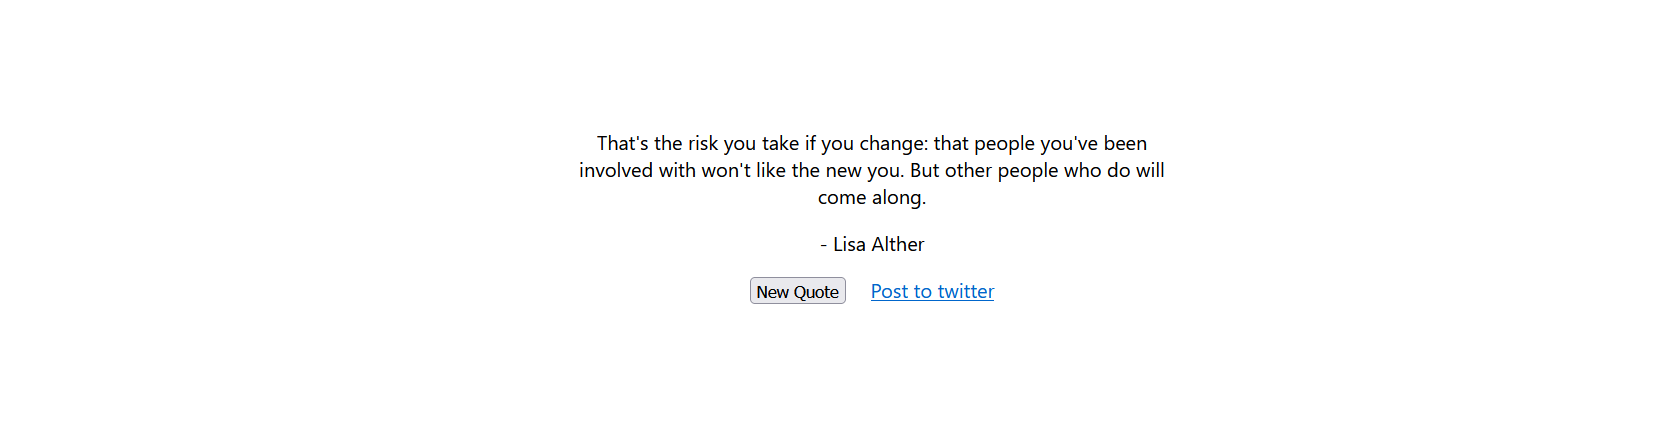 That's the risk you take if you change: that people you've been
involved with won't like the new you. But other people who do will
come along.
- Lisa Alther
New Quote Post to twitter